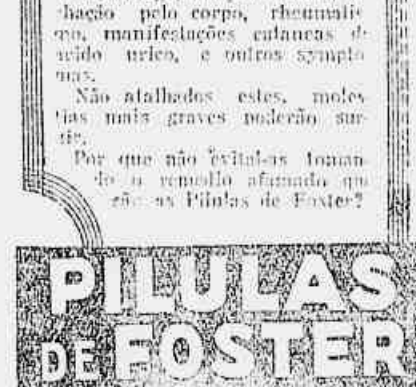 chação pelo corpo, rheumatis-
mo, manifestações cutaneas de
acido urico, e outros sympto-
mas.
Não atalhados estes, moles-
tias mais graves poderão sur-
gir.
Por que não evital-as toman-
do o remedio afamado que
são as Pilulas de Foster?
PILULAS
DE FOSTER